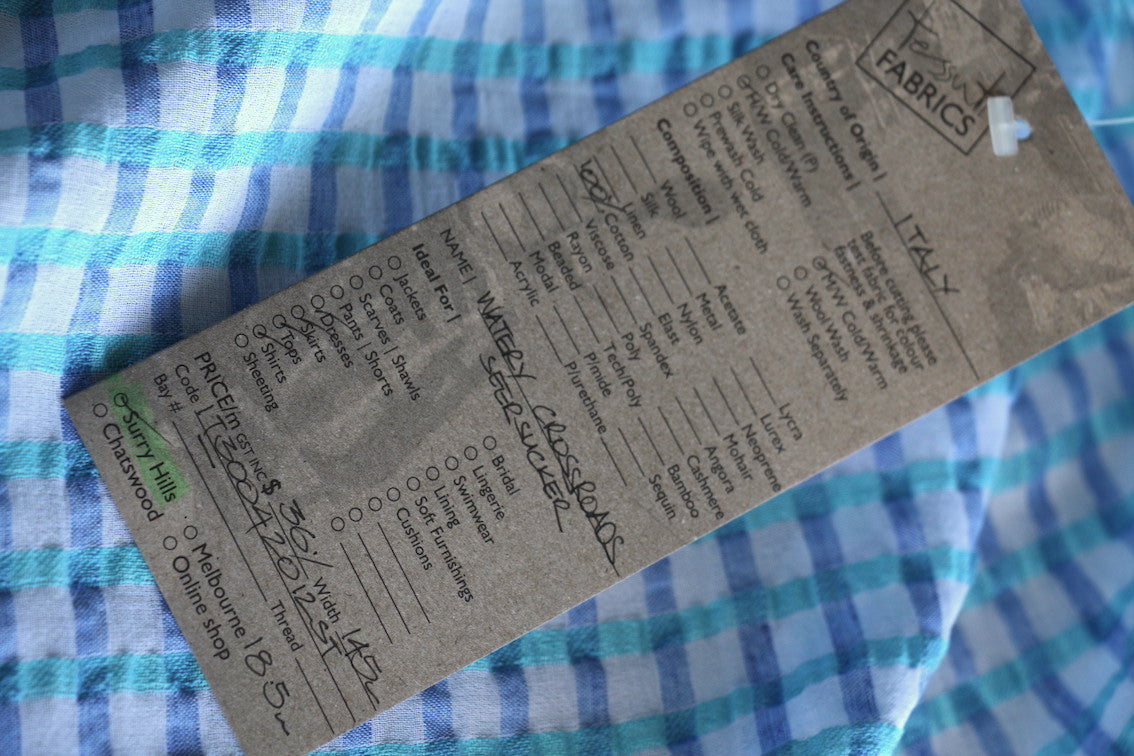 Tessuti
FABRICS
Country of Origin | ITALY
Care Instructions |
Dry Clean (P)
H/W Cold/Warm
Silk Wash
Prewash Cold
Wipe with wet cloth
Before cutting please
test fabric for colour
fastness & shrinkage
M/W Cold/Warm
Wool Wash
Wash Separately
Composition |
Wool
Silk
Linen
100% Cotton
Viscose
Rayon
Beaded
Modal
Acrylic
Acetate
Metal
Nylon
Elast
Spandex
Poly
Tech/Poly
P/mide
P/urethane
Lycra
Lurex
Neoprene
Mohair
Angora
Cashmere
Bamboo
Sequin
NAME | WATERY CROSSROADS
SEERSUCKER
Ideal For |
Jackets
Coats
Scarves | Shawls
Pants | Shorts
Dresses
Skirts
Tops
Shirts
Sheeting
Bridal
Lingerie
Swimwear
Lining
Soft Furnishings
Cushions
PRICE/m GST INC $ 36/ Width 145
Code LT30042012ST
Bay # Thread
Surry Hills
Chatswood
Melbourne 18.5m
Online shop